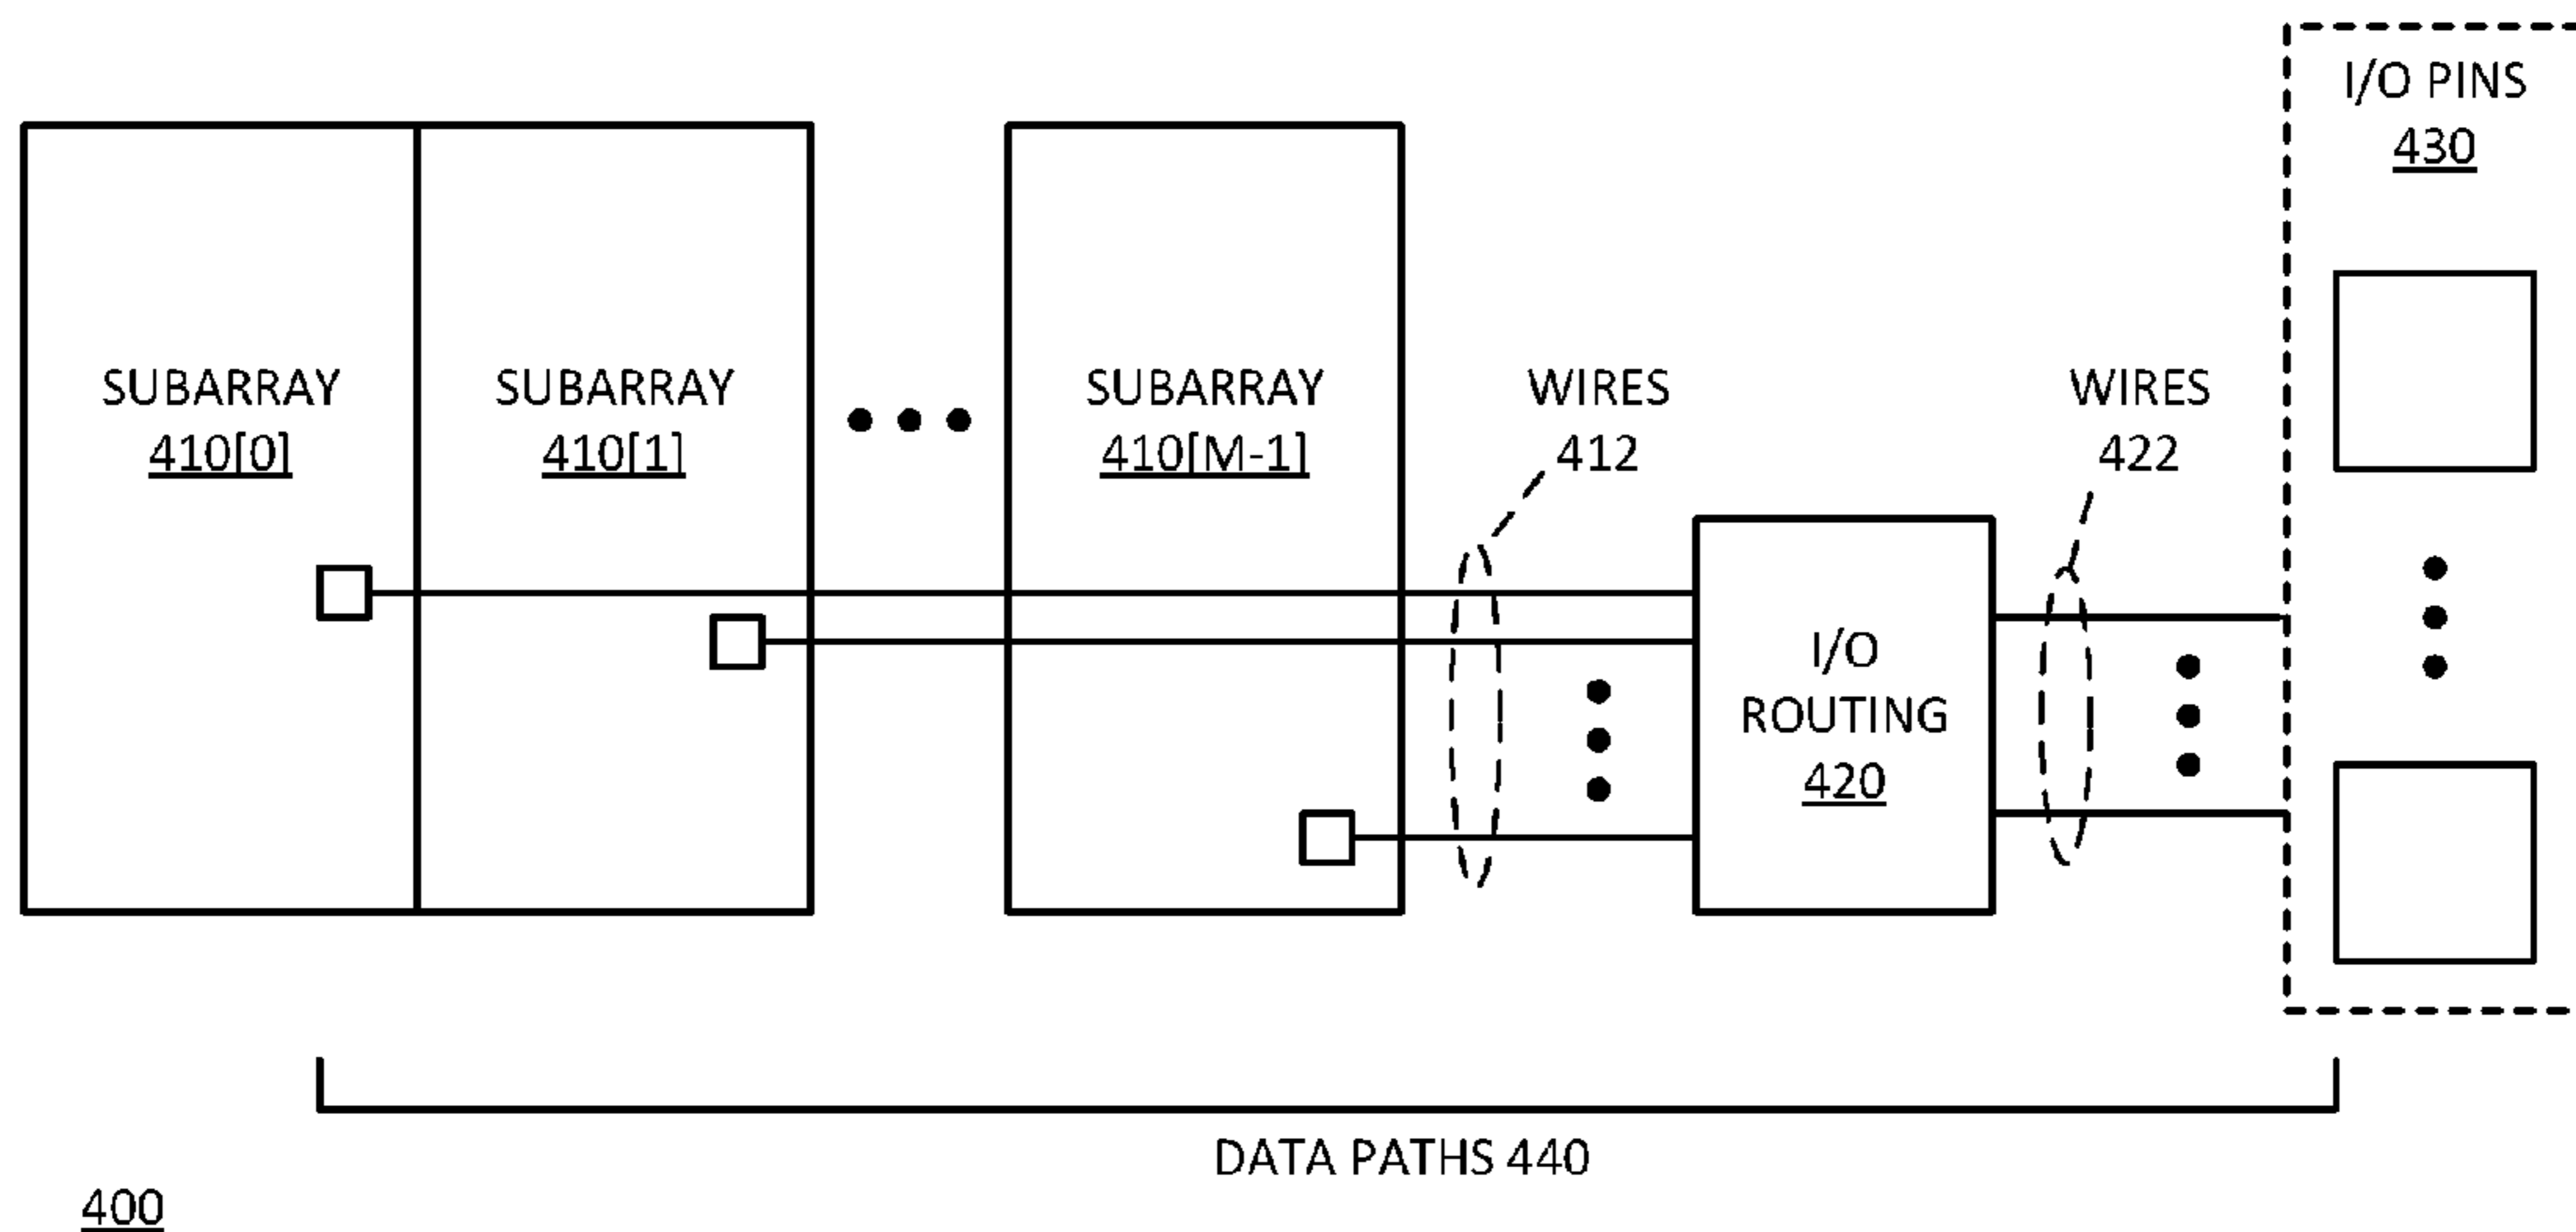 I/O PINS
430
SUBARRAY
410[0]
SUBARRAY
410[1]
SUBARRAY
410[M-1]
WIRES
412
WIRES
422
I/O
ROUTING
420
DATA PATHS 440
400